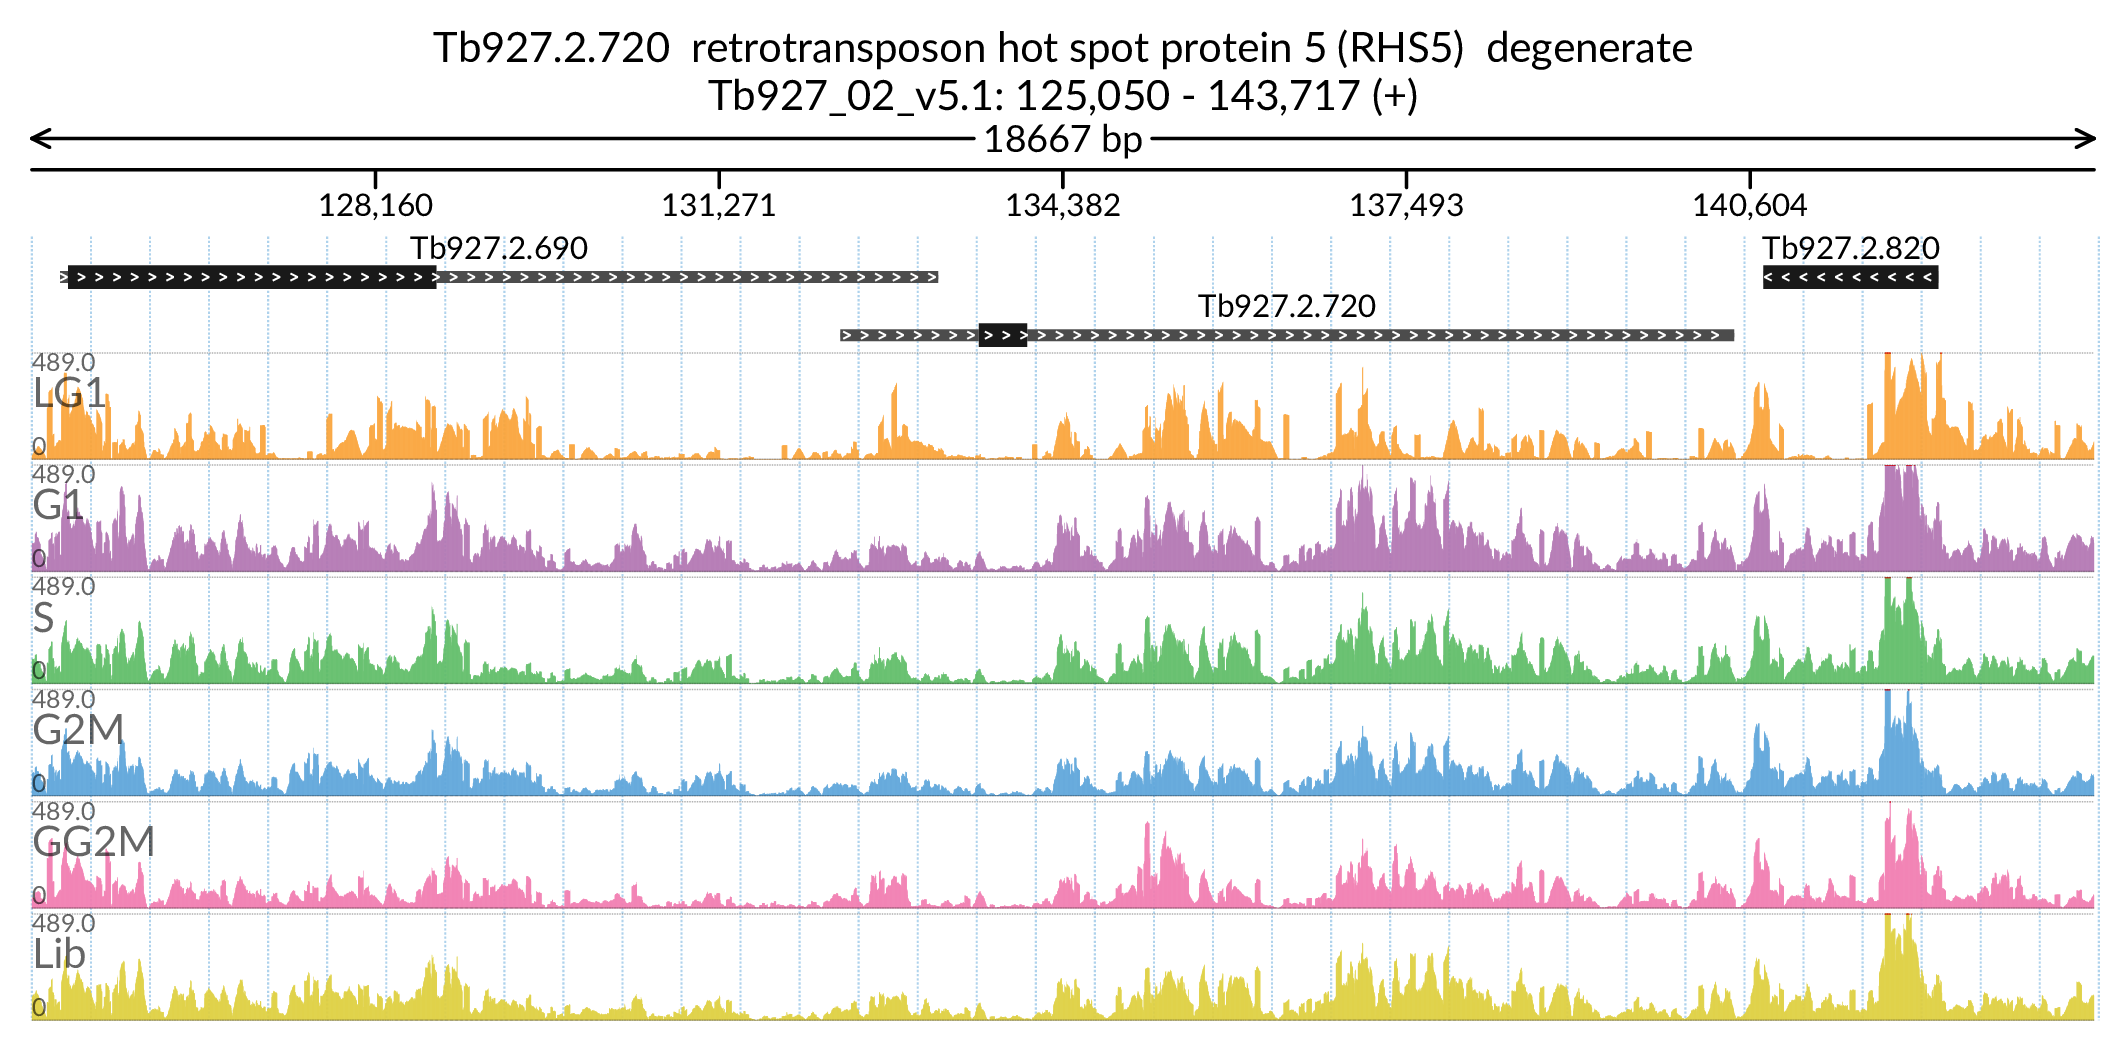 Tb927.2.720 retrotransposon hot spot protein 5 (RHS5) degenerate
Tb927_02_v5.1: 125,050 - 143,717 (+)
18667 bp
128,160 131,271 134,382 137,493 140,604
Tb927.2.690 Tb927.2.820
Tb927.2.720
489.0
LG1
0
489.0
G1
0
489.0
S
0
489.0
G2M
0
489.0
GG2M
0
489.0
Lib
0